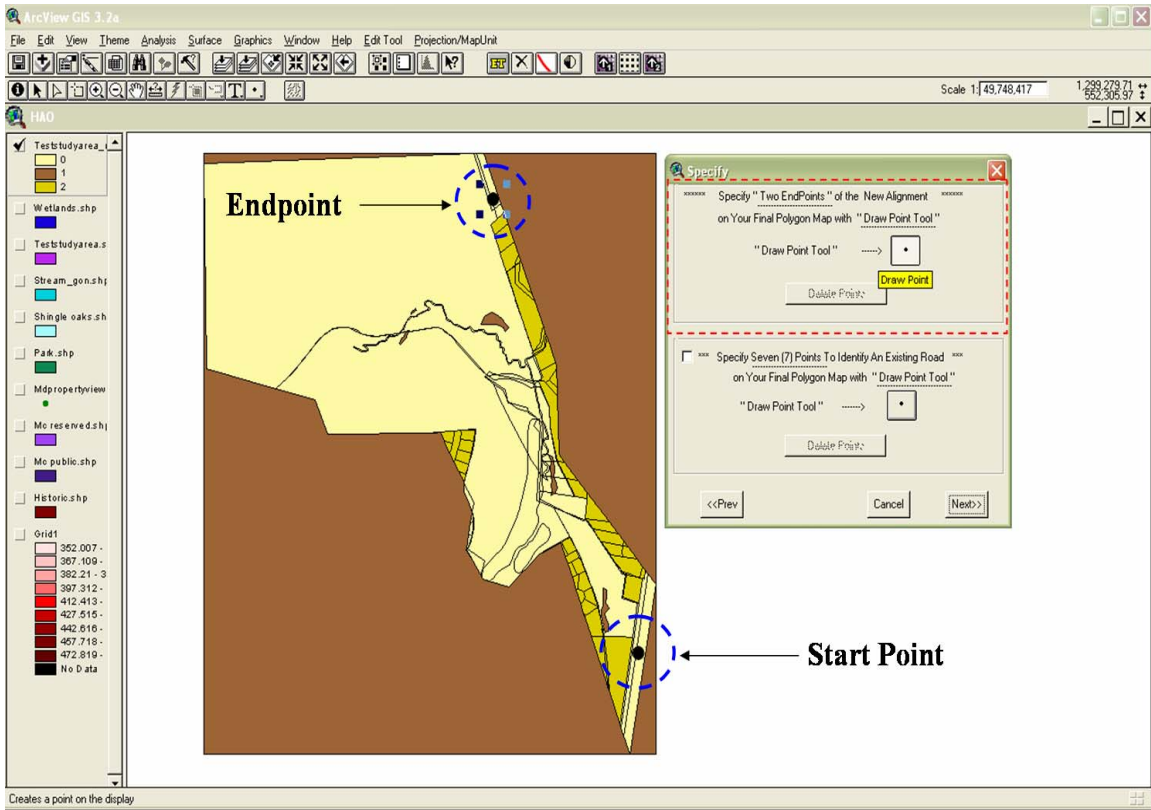 ArcView GIS 3.2a
File Edit View Theme Analysis Surface Graphics Window Help Edit Tool Projection/MapUnit
ET
T
Scale 1: 49,748,417
1,299,279.71
552,305.97
HAO
Teststudyarea_
0
1
2
Wetlands.shp
Teststudyarea.s
Stream_gon.shp
Shingle oaks.sh
Park.shp
Mdpropertyview
Mc reserved.shp
Mc public.shp
Historic.shp
Grid1
352.007 -
367.109 -
382.21 - 3
397.312 -
412.413 -
427.515 -
442.616 -
457.718 -
472.819 -
No Data
Endpoint
Start Point
Specify
****** Specify " Two EndPoints " of the New Alignment ******
on Your Final Polygon Map with " Draw Point Tool "
" Draw Point Tool " ----->
Draw Point
Delete Points
*** Specify Seven (7) Points To Identify An Existing Road ***
on Your Final Polygon Map with " Draw Point Tool "
" Draw Point Tool " ----->
Delete Points
<<Prev
Cancel
Next>>
Creates a point on the display